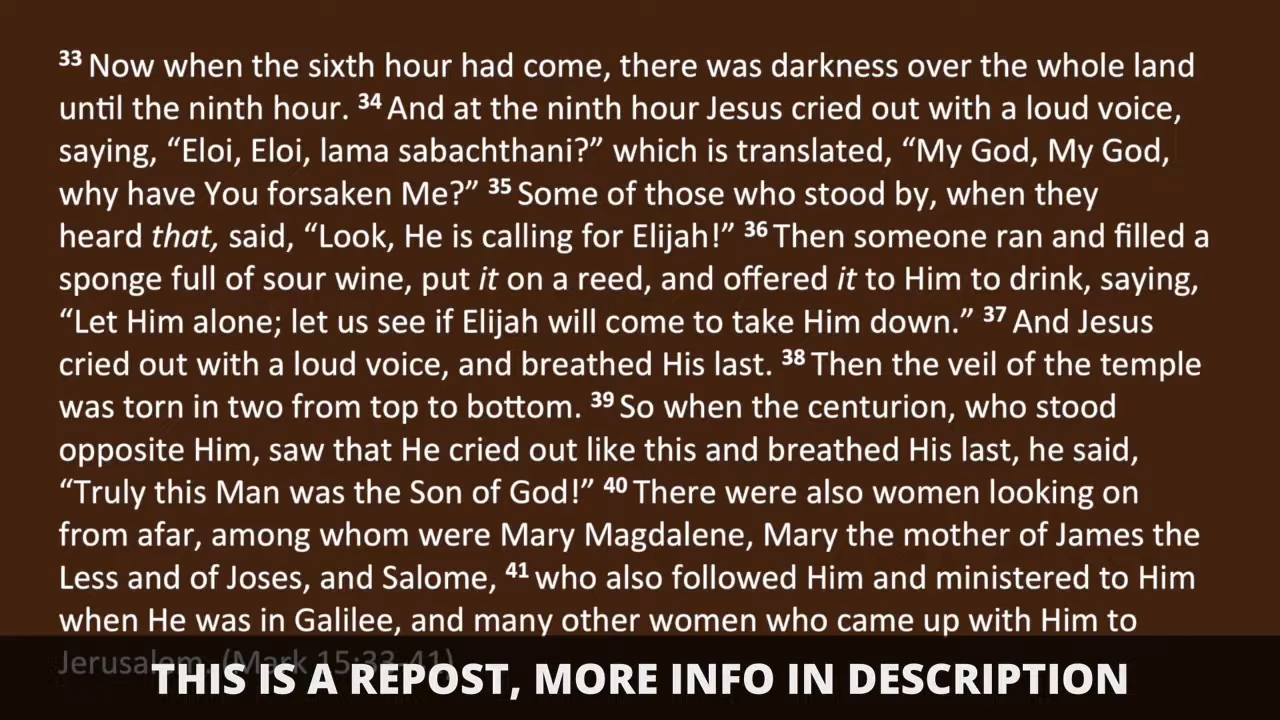 33 Now when the sixth hour had come, there was darkness over the whole land
until the ninth hour. 34 And at the ninth hour Jesus cried out with a loud voice,
saying, “Eloi, Eloi, lama sabachthani?” which is translated, “My God, My God,
why have You forsaken Me?” 35 Some of those who stood by, when they
heard that, said, “Look, He is calling for Elijah!” 36 Then someone ran and filled a
sponge full of sour wine, put it on a reed, and offered it to Him to drink, saying,
“Let Him alone; let us see if Elijah will come to take Him down.” 37 And Jesus
cried out with a loud voice, and breathed His last. 38 Then the veil of the temple
was torn in two from top to bottom. 39 So when the centurion, who stood
opposite Him, saw that He cried out like this and breathed His last, he said,
“Truly this Man was the Son of God!” 40 There were also women looking on
from afar, among whom were Mary Magdalene, Mary the mother of James the
Less and of Joses, and Salome, 41 who also followed Him and ministered to Him
when He was in Galilee, and many other women who came up with Him to
Jerusalem. (Mark 15:33-41)
THIS IS A REPOST, MORE INFO IN DESCRIPTION